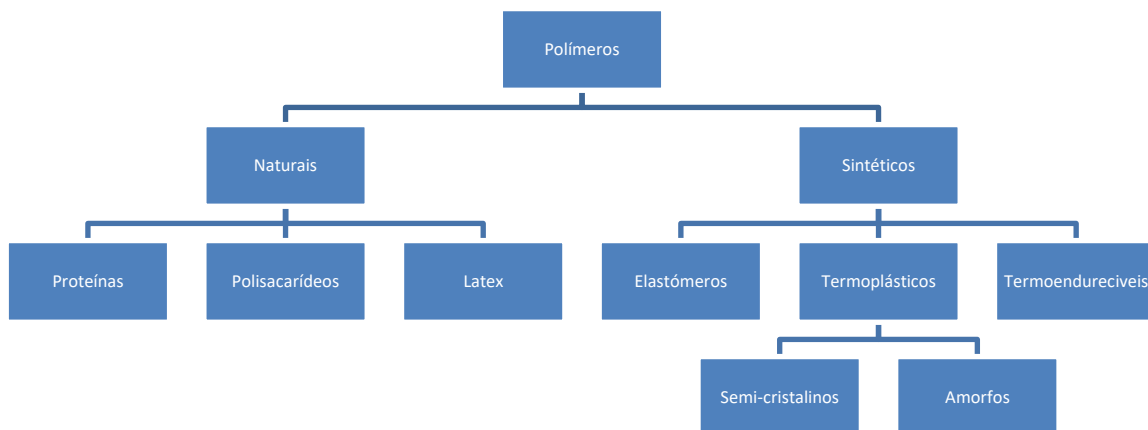 Polímeros
Naturais
Sintéticos
Proteínas
Polisacarídeos
Latex
Elastómeros
Termoplásticos
Termoendureciveis
Semi-cristalinos
Amorfos